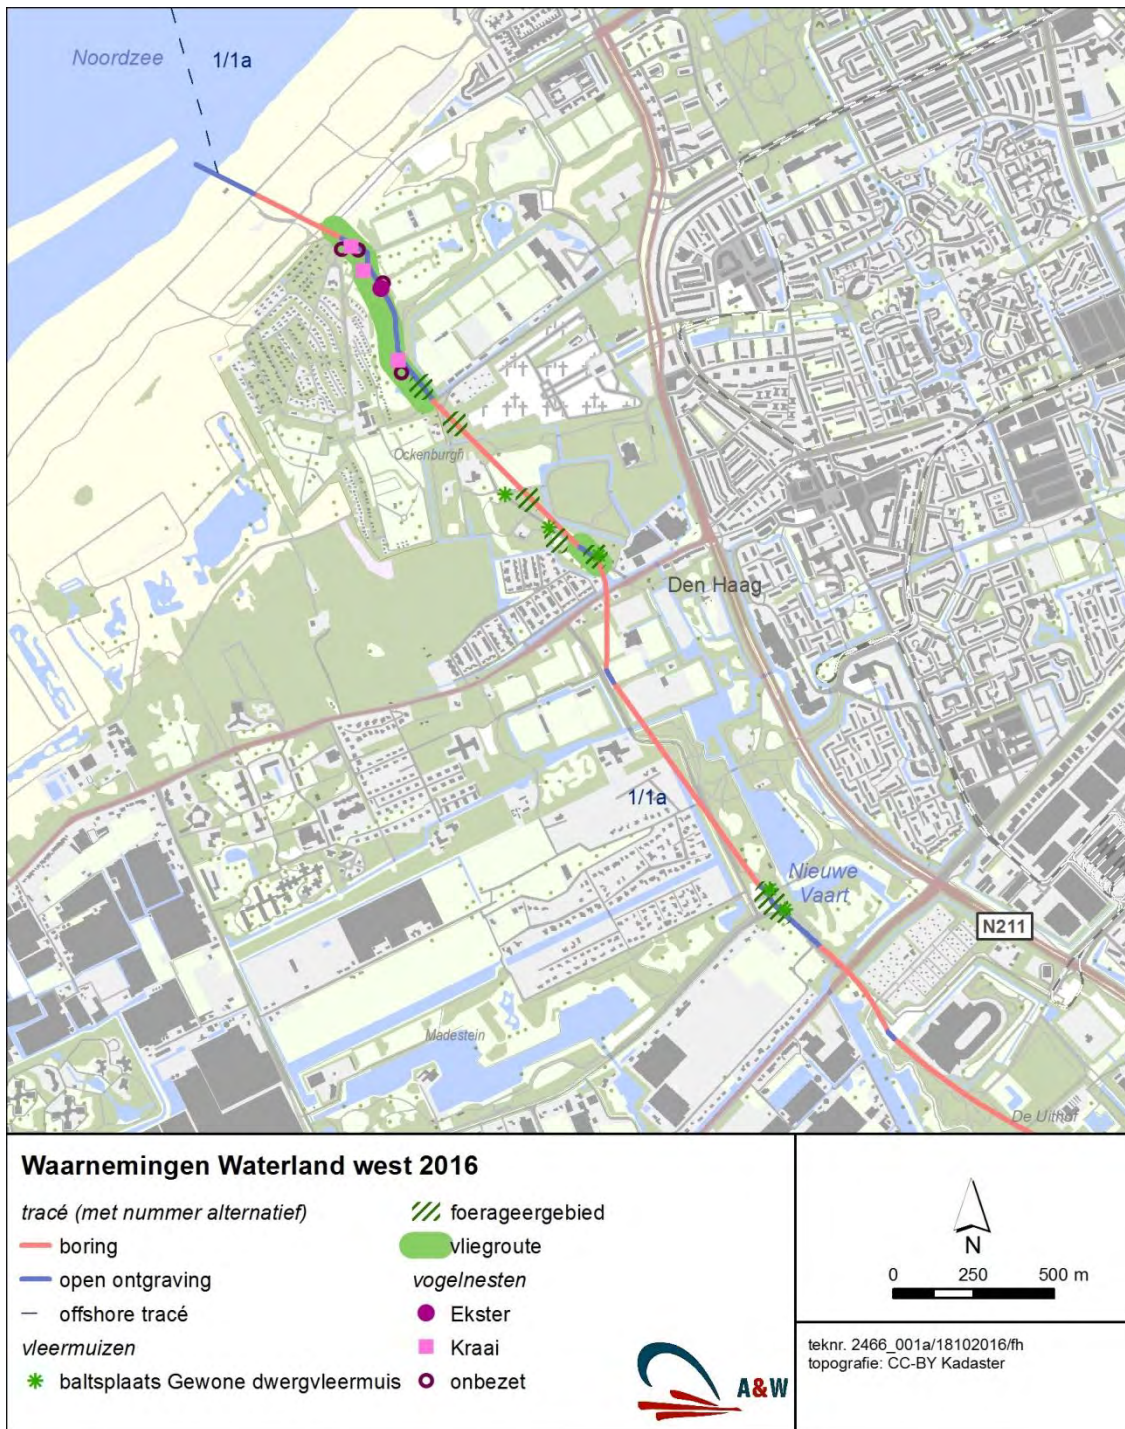 Noordzee
1/1a
Ockenburgh
Den Haag
1/1a
Nieuwe
Vaart
N211
Madestein
De Uithof
Waarnemingen Waterland west 2016
tracé (met nummer alternatief)
boring
open ontgraving
offshore tracé
vleermuizen
baltsplaats Gewone dwergvleermuis
foerageergebied
vliegroute
vogelnesten
Ekster
Kraai
onbezet
A&W
N
0 250 500 m
teknr. 2466_001a/18102016/fh
topografie: CC-BY Kadaster